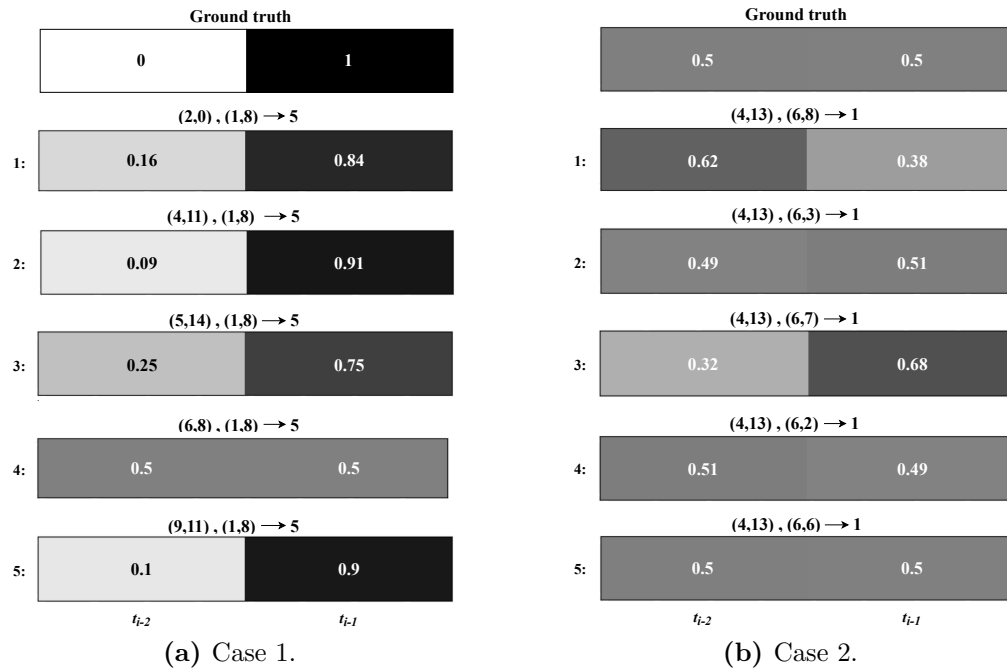 Ground truth
0 1
(2,0) , (1,8) → 5
1: 0.16 0.84
(4,11) , (1,8) → 5
2: 0.09 0.91
(5,14) , (1,8) → 5
3: 0.25 0.75
(6,8) , (1,8) → 5
4: 0.5 0.5
(9,11) , (1,8) → 5
5: 0.1 0.9
t_{i-2} t_{i-1}
(a) Case 1.
Ground truth
0.5 0.5
(4,13) , (6,8) → 1
1: 0.62 0.38
(4,13) , (6,3) → 1
2: 0.49 0.51
(4,13) , (6,7) → 1
3: 0.32 0.68
(4,13) , (6,2) → 1
4: 0.51 0.49
(4,13) , (6,6) → 1
5: 0.5 0.5
t_{i-2} t_{i-1}
(b) Case 2.